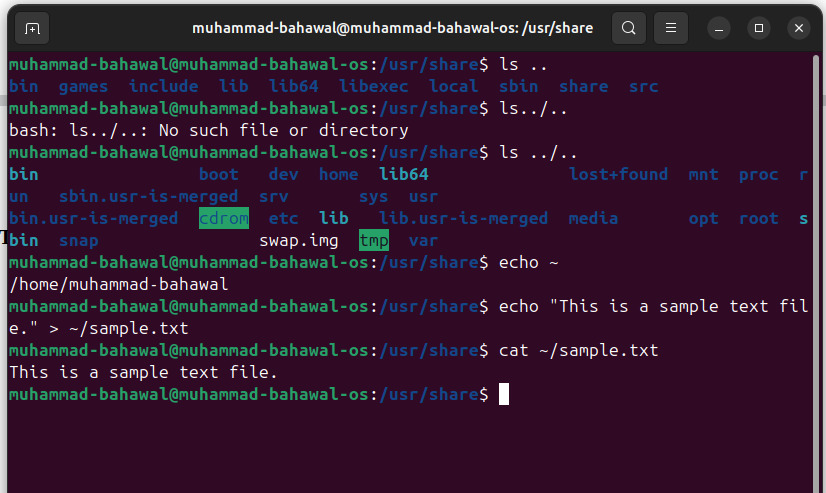 muhammad-bahawal@muhammad-bahawal-os: /usr/share
muhammad-bahawal@muhammad-bahawal-os:/usr/share$ ls ..
bin  games  include  lib  lib64  libexec  local  sbin  share  src
muhammad-bahawal@muhammad-bahawal-os:/usr/share$ ls../..
bash: ls../..: No such file or directory
muhammad-bahawal@muhammad-bahawal-os:/usr/share$ ls ../..
bin                boot   dev  home  lib64              lost+found  mnt  proc  r
un   sbin.usr-is-merged  srv       sys  usr
bin.usr-is-merged  cdrom  etc  lib   lib.usr-is-merged  media       opt  root  s
bin  snap                swap.img  tmp  var
muhammad-bahawal@muhammad-bahawal-os:/usr/share$ echo ~
/home/muhammad-bahawal
muhammad-bahawal@muhammad-bahawal-os:/usr/share$ echo "This is a sample text fil
e." > ~/sample.txt
muhammad-bahawal@muhammad-bahawal-os:/usr/share$ cat ~/sample.txt
This is a sample text file.
muhammad-bahawal@muhammad-bahawal-os:/usr/share$